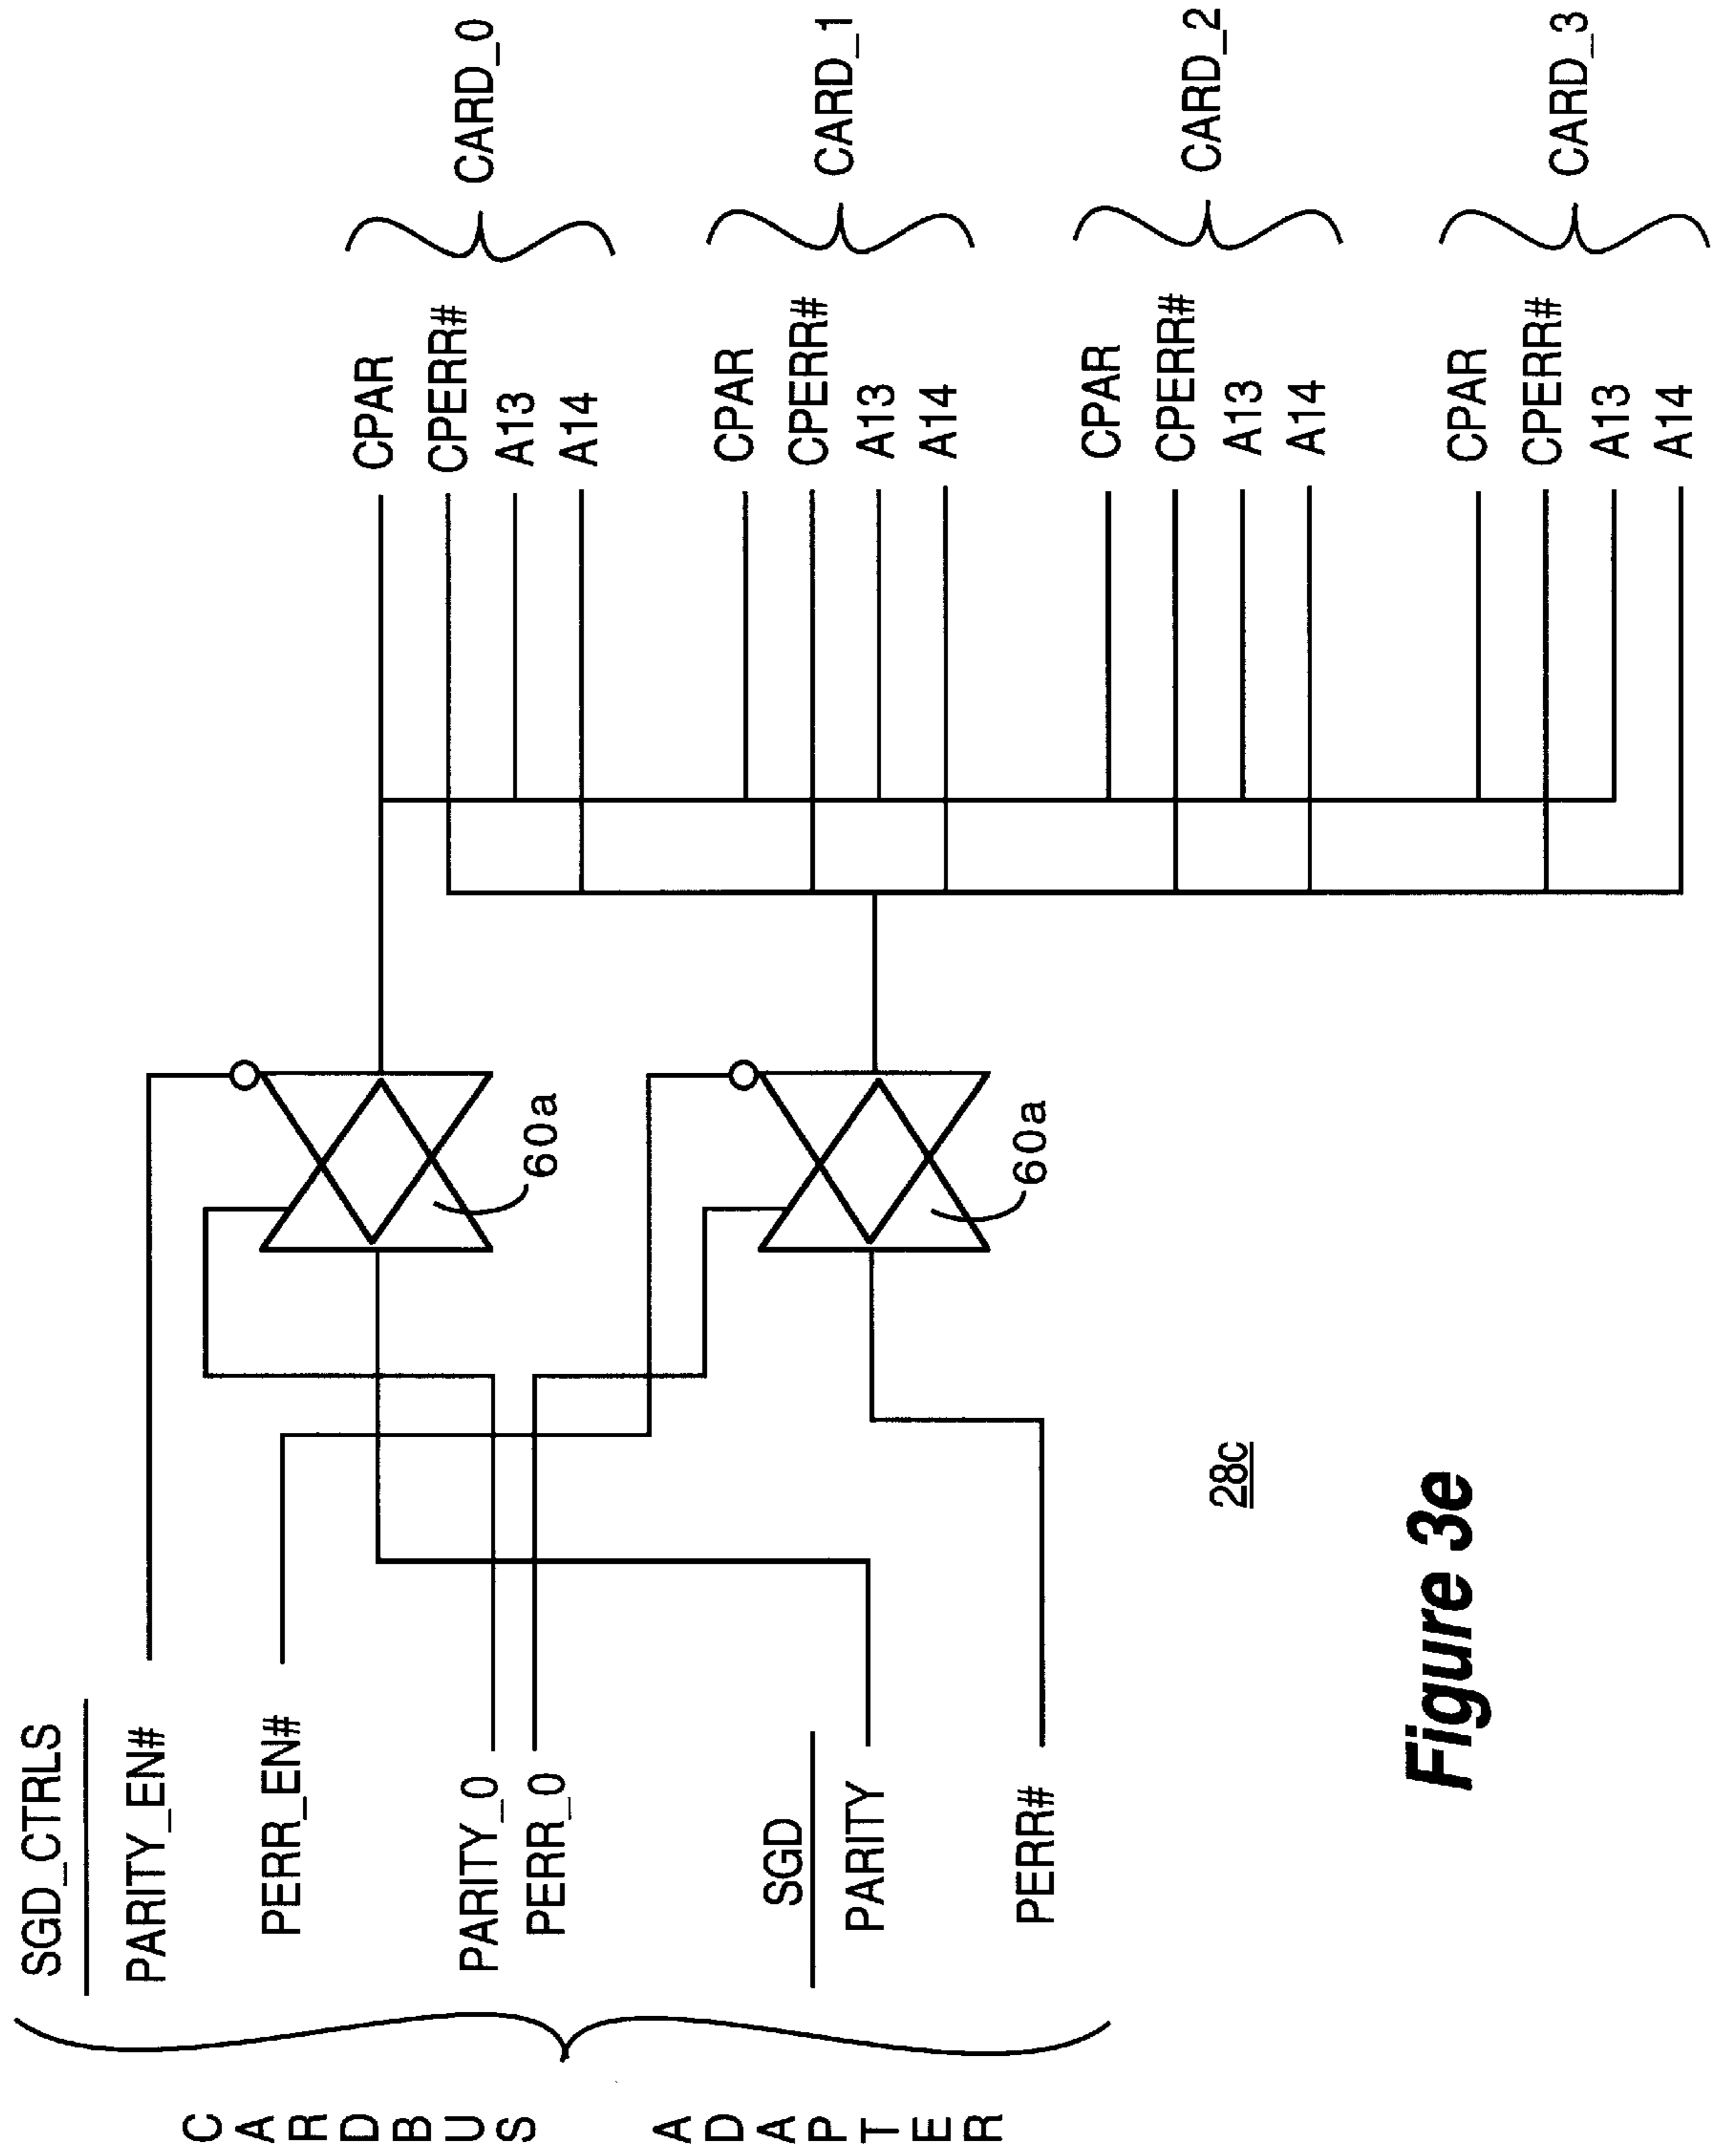 CARDBUS ADAPTER
SGD_CTRLS
PARITY_EN#
PERR_EN#
PARITY_0
PERR_0
SGD
PARITY
PERR#
60a
60a
CPAR
CPERR#
A13
A14
CARD_0
CPAR
CPERR#
A13
A14
CARD_1
CPAR
CPERR#
A13
A14
CARD_2
CPAR
CPERR#
A13
A14
CARD_3
28c
Figure 3e